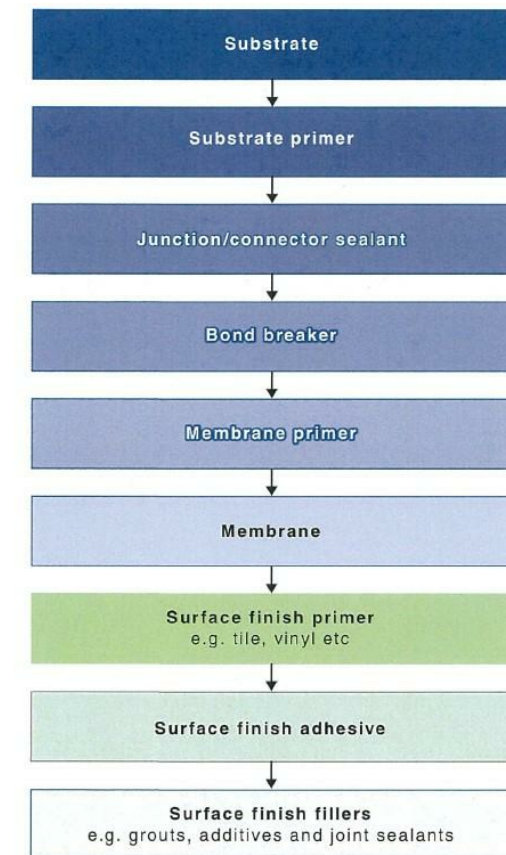 Substrate
Substrate primer
Junction/connector sealant
Bond breaker
Membrane primer
Membrane
Surface finish primer
e.g. tile, vinyl etc
Surface finish adhesive
Surface finish fillers
e.g. grouts, additives and joint sealants